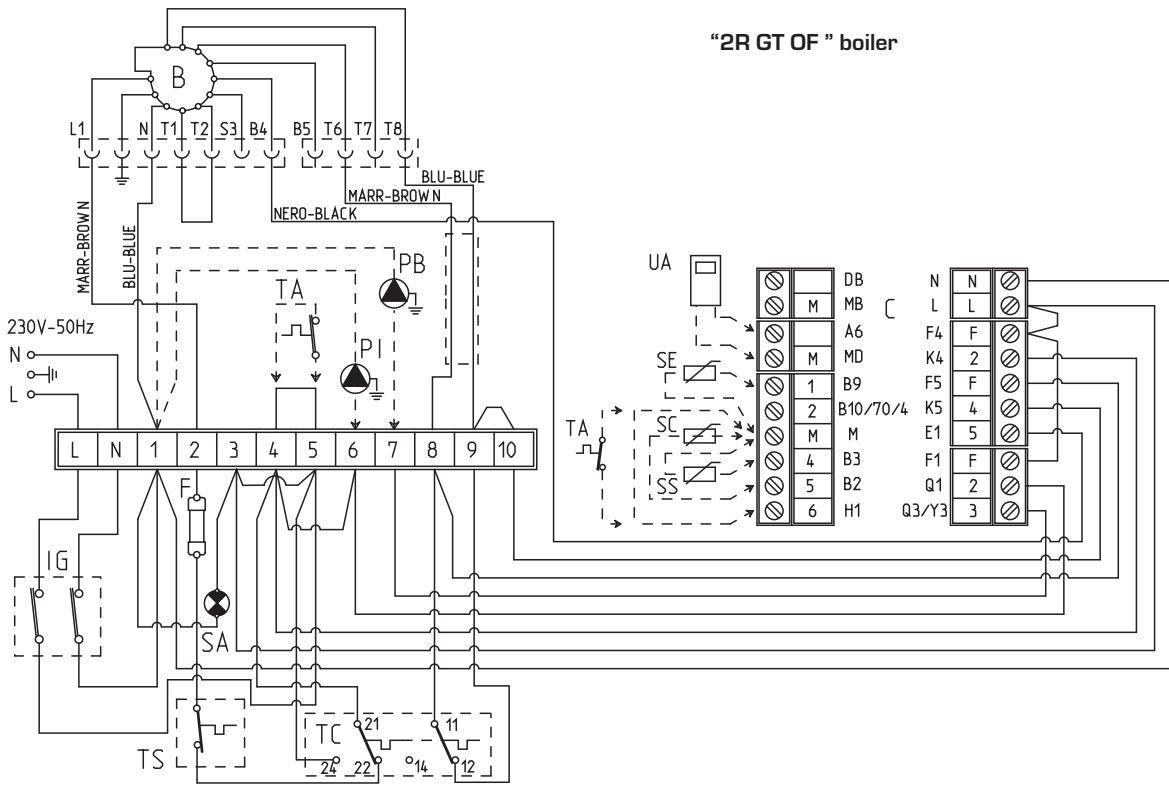 “2R GT OF ” boiler
B
L1 N T1 T2 S3 B4 B5 T6 T7 T8
BLU-BLUE
MARR-BROWN
NERO-BLACK
MARR-BROWN
BLU-BLUE
TA
PB
PI
230V-50Hz
N
L
L N 1 2 3 4 5 6 7 8 9 10
F
IG
SA
TS
TC
21
11
24 22 14 12
UA
SE
SC
SS
TA
C
DB
M MB
A6
M MD
1 B9
2 B10/70/4
M M
4 B3
5 B2
6 H1
N N
L L
F4 F
K4 2
F5 F
K5 4
E1 5
F1 F
Q1 2
Q3/Y3 3